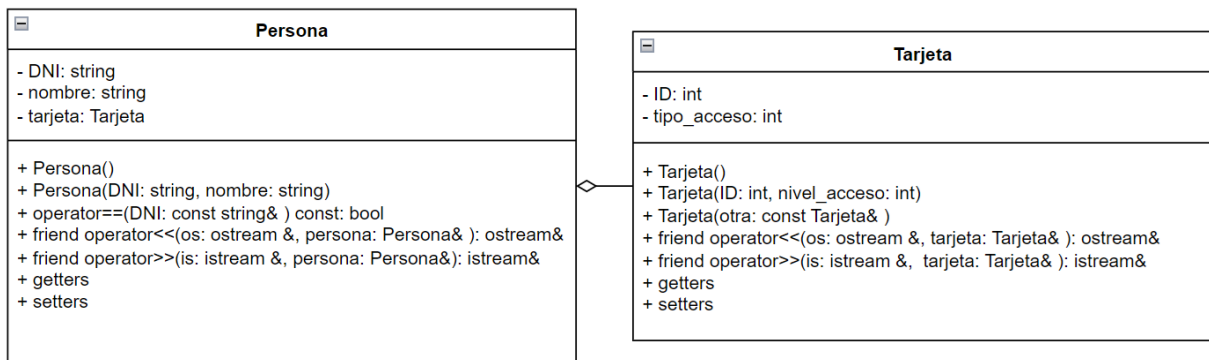 Persona
- DNI: string
- nombre: string
- tarjeta: Tarjeta
+ Persona()
+ Persona(DNI: string, nombre: string)
+ operator==(DNI: const string& ) const: bool
+ friend operator<<(os: ostream &, persona: Persona& ): ostream&
+ friend operator>>(is: istream &, persona: Persona&): istream&
+ getters
+ setters
Tarjeta
- ID: int
- tipo_acceso: int
+ Tarjeta()
+ Tarjeta(ID: int, nivel_acceso: int)
+ Tarjeta(otra: const Tarjeta& )
+ friend operator<<(os: ostream &, tarjeta: Tarjeta& ): ostream&
+ friend operator>>(is: istream &,  tarjeta: Tarjeta& ): istream&
+ getters
+ setters